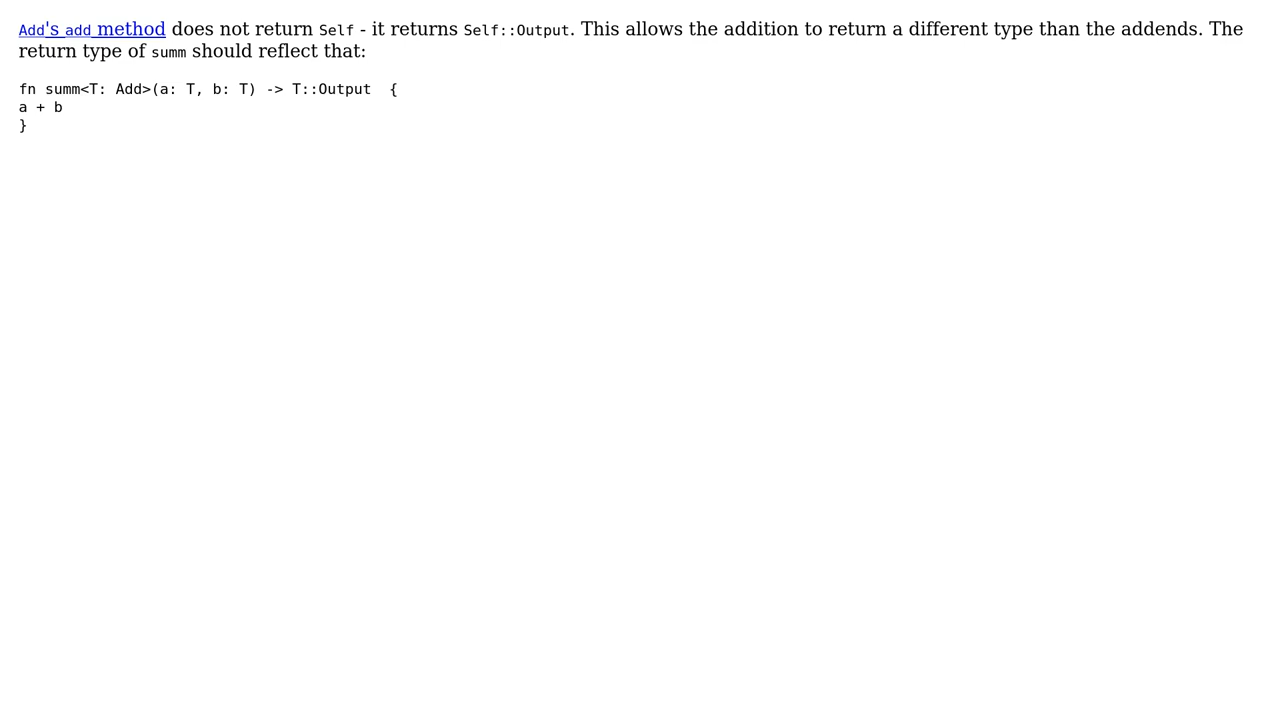 Add's add method does not return Self - it returns Self::Output. This allows the addition to return a different type than the addends. The
return type of summ should reflect that:
fn summ<T: Add>(a: T, b: T) -> T::Output  {
a + b
}